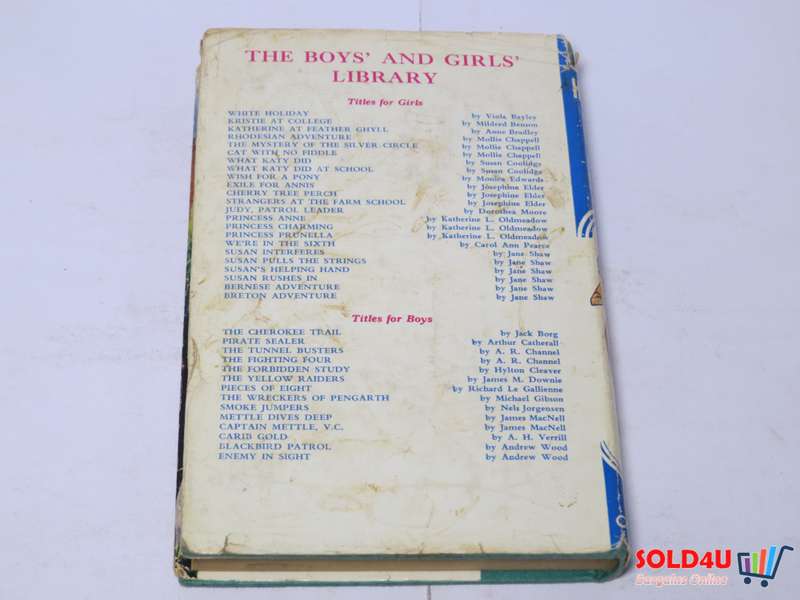 THE BOYS' AND GIRLS'
LIBRARY
Titles for Girls
WHITE HOLIDAY by Viola Bayley
KRISTIE AT COLLEGE by Mildred Benson
KATHERINE AT FEATHER GHYLL by Anne Bradley
RHODESIAN ADVENTURE by Mollie Chappell
THE MYSTERY OF THE SILVER CIRCLE by Mollie Chappell
CAT WITH NO FIDDLE by Mollie Chappell
WHAT KATY DID by Susan Coolidge
WHAT KATY DID AT SCHOOL by Susan Coolidge
WISH FOR A PONY by Monica Edwards
EXILE FOR ANNIS by Josephine Elder
CHERRY TREE PERCH by Josephine Elder
STRANGERS AT THE FARM SCHOOL by Josephine Elder
JUDY, PATROL LEADER by Dorothea Moore
PRINCESS ANNE by Katherine L. Oldmeadow
PRINCESS CHARMING by Katherine L. Oldmeadow
PRINCESS PRUNELLA by Katherine L. Oldmeadow
WE'RE IN THE SIXTH by Carol Ann Pearce
SUSAN INTERFERES by Jane Shaw
SUSAN PULLS THE STRINGS by Jane Shaw
SUSAN'S HELPING HAND by Jane Shaw
SUSAN RUSHES IN by Jane Shaw
BERNESE ADVENTURE by Jane Shaw
BRETON ADVENTURE by Jane Shaw
Titles for Boys
THE CHEROKEE TRAIL by Jack Borg
PIRATE SEALER by Arthur Catherall
THE TUNNEL BUSTERS by A. R. Channel
THE FIGHTING FOUR by A. R. Channel
THE FORBIDDEN STUDY by Hylton Cleaver
THE YELLOW RAIDERS by James M. Downie
PIECES OF EIGHT by Richard Le Gallienne
THE WRECKERS OF PENGARTH by Michael Gibson
SMOKE JUMPERS by Nels Jorgensen
METTLE DIVES DEEP by James MacNell
CAPTAIN METTLE, V.C. by James MacNell
CARIB GOLD by A. H. Verrill
BLACKBIRD PATROL by Andrew Wood
ENEMY IN SIGHT by Andrew Wood
SOLD4U
Bargains Online